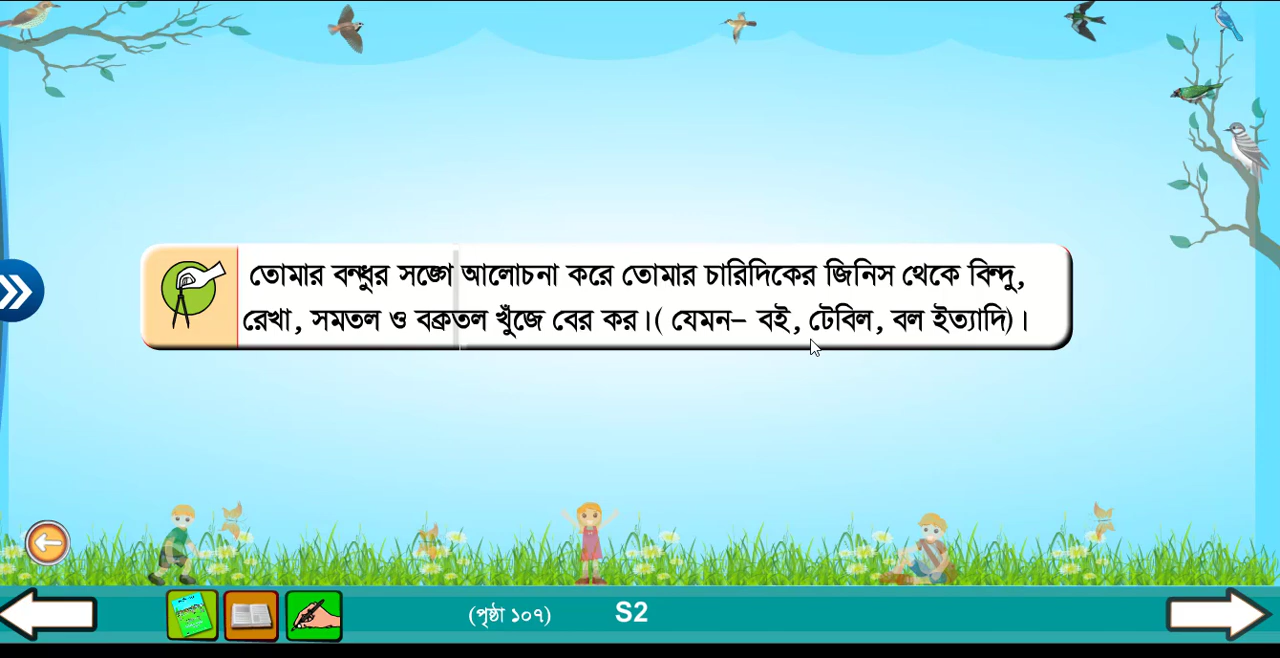 তোমার বন্ধুর সঙ্গে আলোচনা করে তোমার চারিদিকের জিনিস থেকে বিন্দু,
রেখা, সমতল ও বক্রতল খুঁজে বের কর।( যেমন– বই, টেবিল, বল ইত্যাদি)।
(পৃষ্ঠা ১০৭) S2